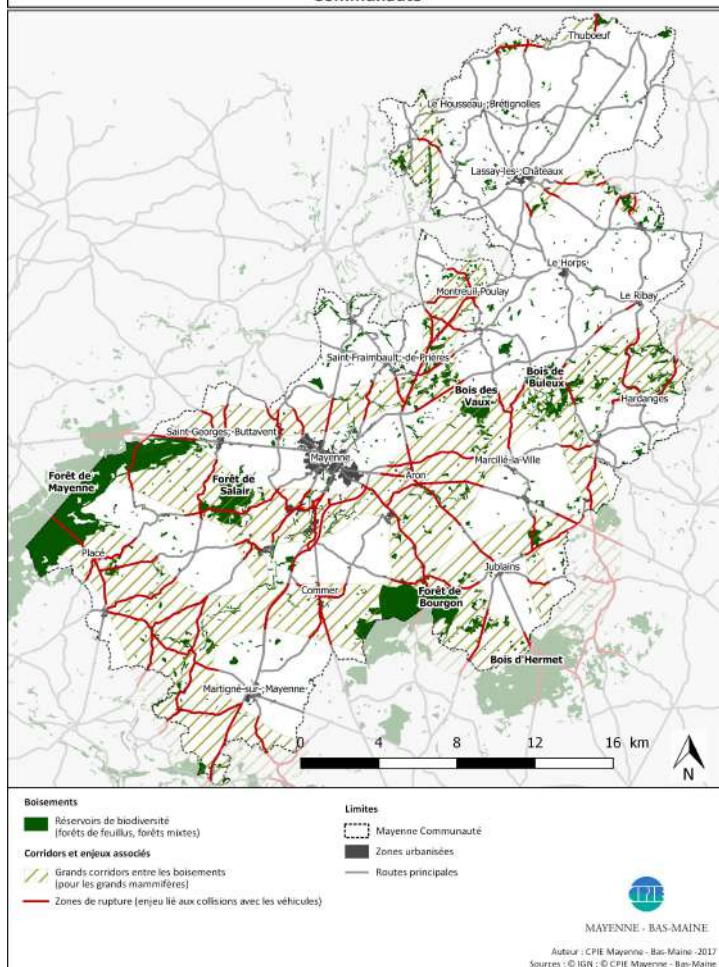 Communauté
Thuboeuf
Le Housseau-Brétignolles
Lassay-les-Châteaux
Le Horps
Montreuil-Poulay
Le Ribay
Saint-Fraimbault-de-Prières
Bois de
Buleux
Bois des
Vaux
Hardanges
Saint-Georges-Buttavent
Mayenne
Marcillé-la-Ville
Aron
Forêt de
Mayenne
Forêt de
Salair
Placé
Jublains
Commer
Forêt de
Bourgon
Bois d'Hermet
Martigné-sur-Mayenne
0 4 8 12 16 km
N
Boisements
Réservoirs de biodiversité
(forêts de feuillus, forêts mixtes)
Corridors et enjeux associés
Grands corridors entre les boisements
(pour les grands mammifères)
Zones de rupture (enjeu lié aux collisions avec les véhicules)
Limites
Mayenne Communauté
Zones urbanisées
Routes principales
CPIE
MAYENNE - BAS-MAINE
Auteur : CPIE Mayenne - Bas-Maine -2017
Sources : © IGN ; © CPIE Mayenne - Bas-Maine